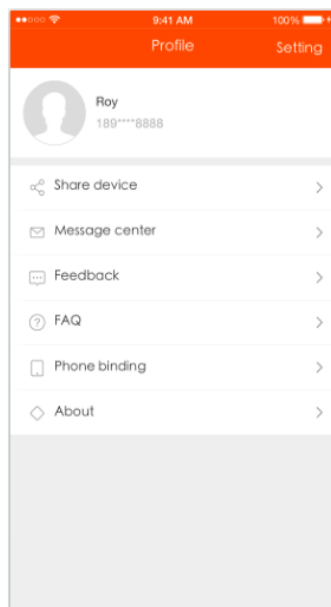 9:41 AM
100%
Profile
Setting
Roy
189****8888
Share device
Message center
Feedback
FAQ
Phone binding
About